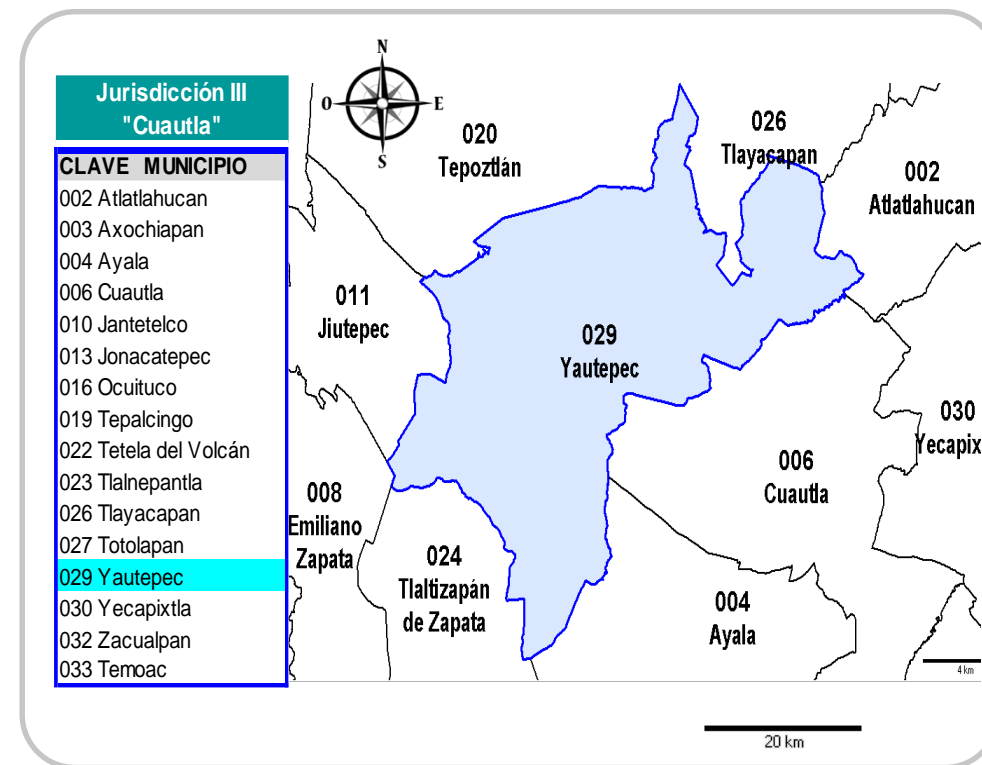 Jurisdicción III
"Cuautla"
CLAVE MUNICIPIO
002 Atlatlahucan
003 Axochiapan
004 Ayala
006 Cuautla
010 Jantetelco
013 Jonacatepec
016 Ocuituco
019 Tepalcingo
022 Tetela del Volcán
023 Tlalnepantla
026 Tlayacapan
027 Totolapan
029 Yautepec
030 Yecapixtla
032 Zacualpan
033 Temoac
N
O
E
S
020
Tepoztlán
026
Tlayacapan
002
Atlatlahucan
011
Jiutepec
029
Yautepec
030
Yecapix
006
Cuautla
008
Emiliano
Zapata
024
Tlaltizapán
de Zapata
004
Ayala
4 km
20 km